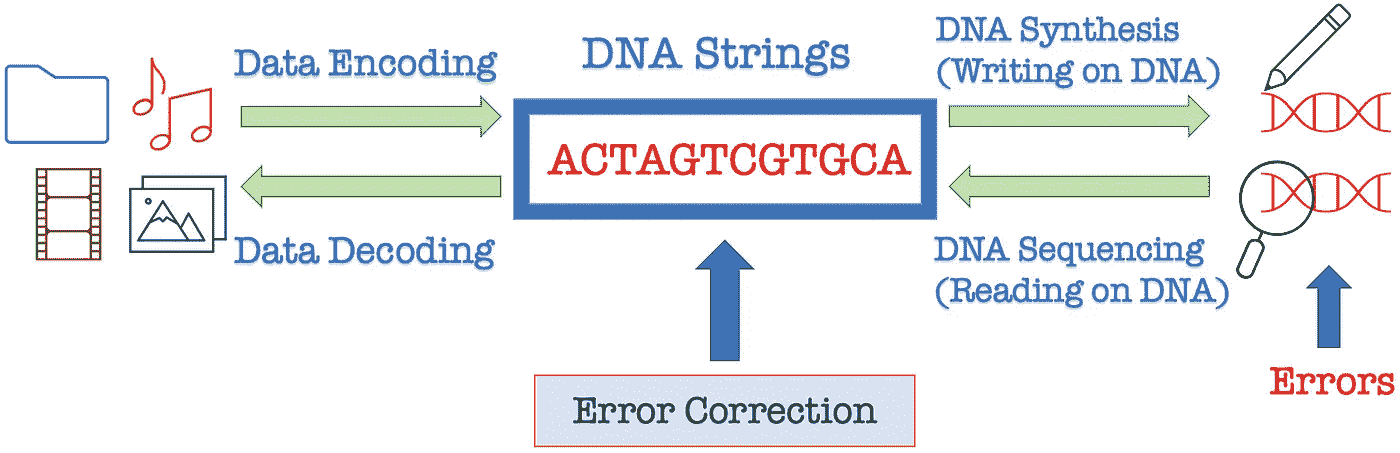 Data Encoding
DNA Strings
DNA Synthesis
(Writing on DNA)
ACTAGTCGTGCA
Data Decoding
DNA Sequencing
(Reading on DNA)
Error Correction
Errors